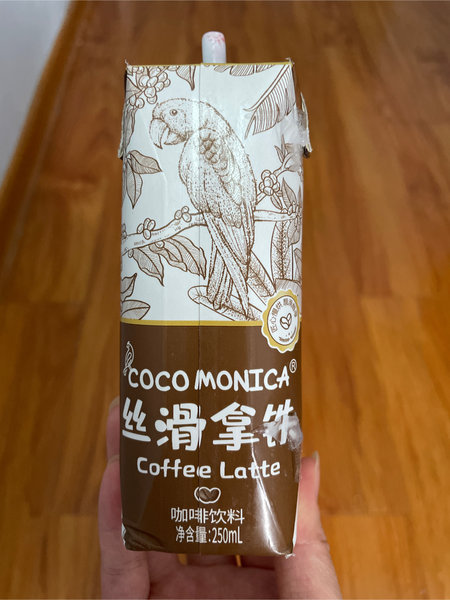 COCO MONICA®
丝滑拿铁
Coffee Latte
咖啡饮料
净含量:250mL